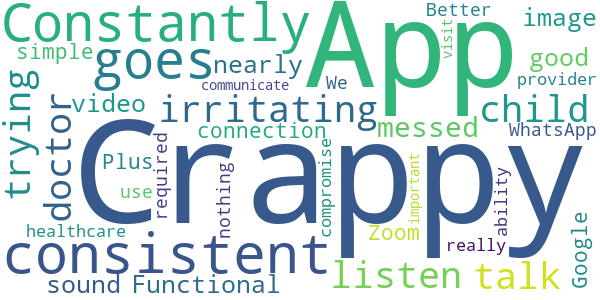 Constantly
App
Better
image
simple
goes
nearly
visit
good
communicate
We
provider
trying
doctor
video
irritating
child
connection
messed
WhatsApp
Crappy
Plus
required
use
nothing
compromise
important
ability
Zoom
really
Google
healthcare
consistent
listen
talk
sound
Functional